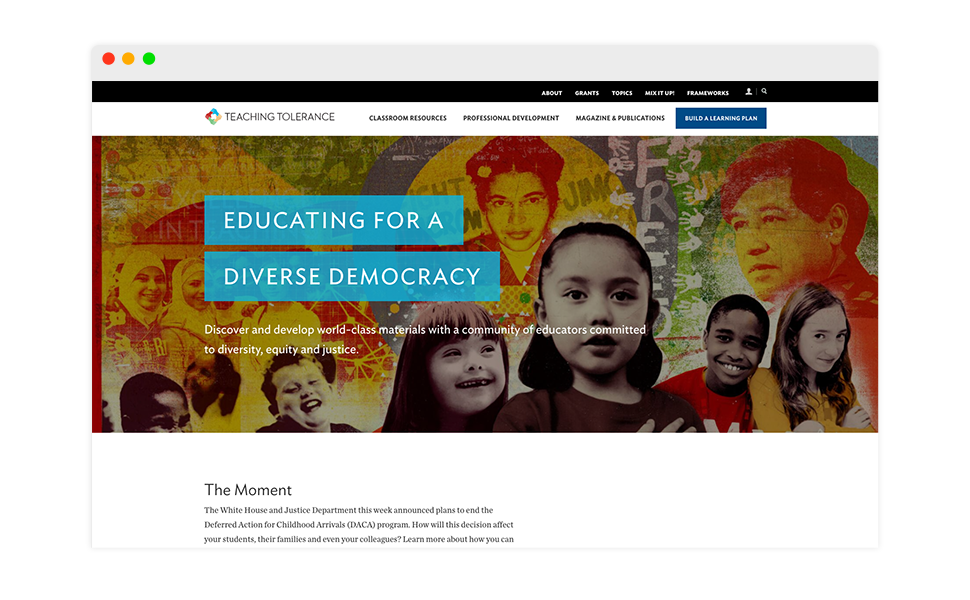 ABOUT GRANTS TOPICS MIX IT UP! FRAMEWORKS
TEACHING TOLERANCE CLASSROOM RESOURCES PROFESSIONAL DEVELOPMENT MAGAZINE & PUBLICATIONS BUILD A LEARNING PLAN
EDUCATING FOR A
DIVERSE DEMOCRACY
Discover and develop world-class materials with a community of educators committed
to diversity, equity and justice.
The Moment
The White House and Justice Department this week announced plans to end the
Deferred Action for Childhood Arrivals (DACA) program. How will this decision affect
your students, their families and even your colleagues? Learn more about how you can